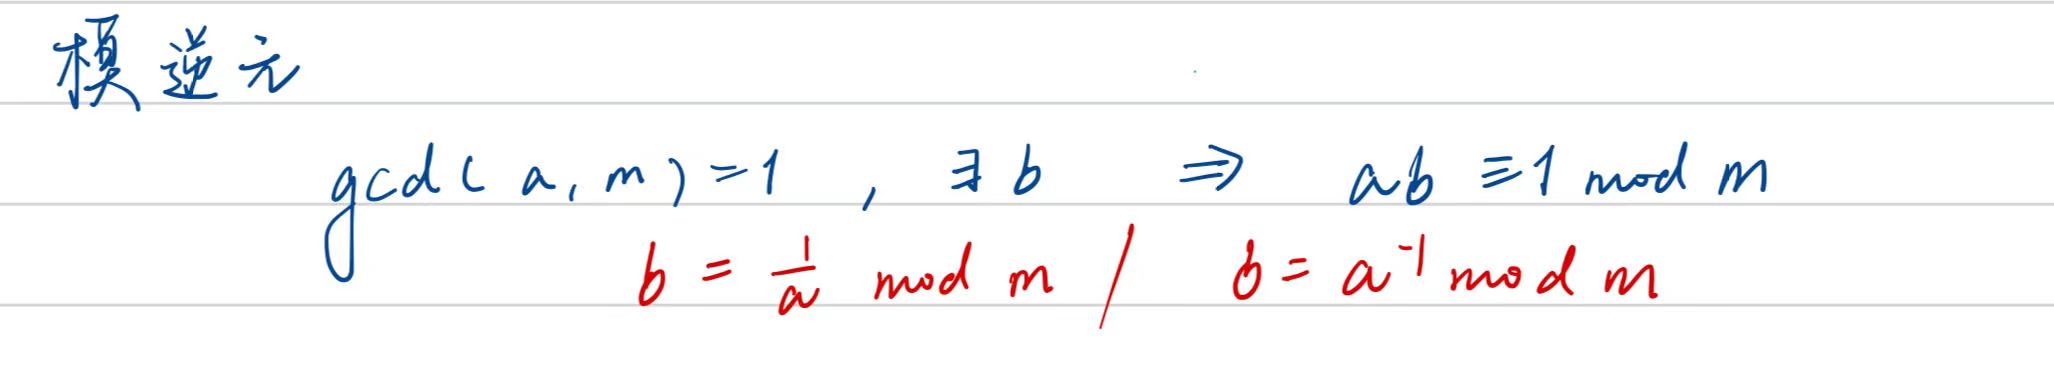 模逆元
gcd(a, m) = 1 , ∃ b ⇒ ab ≡ 1 mod m
b = 1/a mod m / b = a⁻¹ mod m